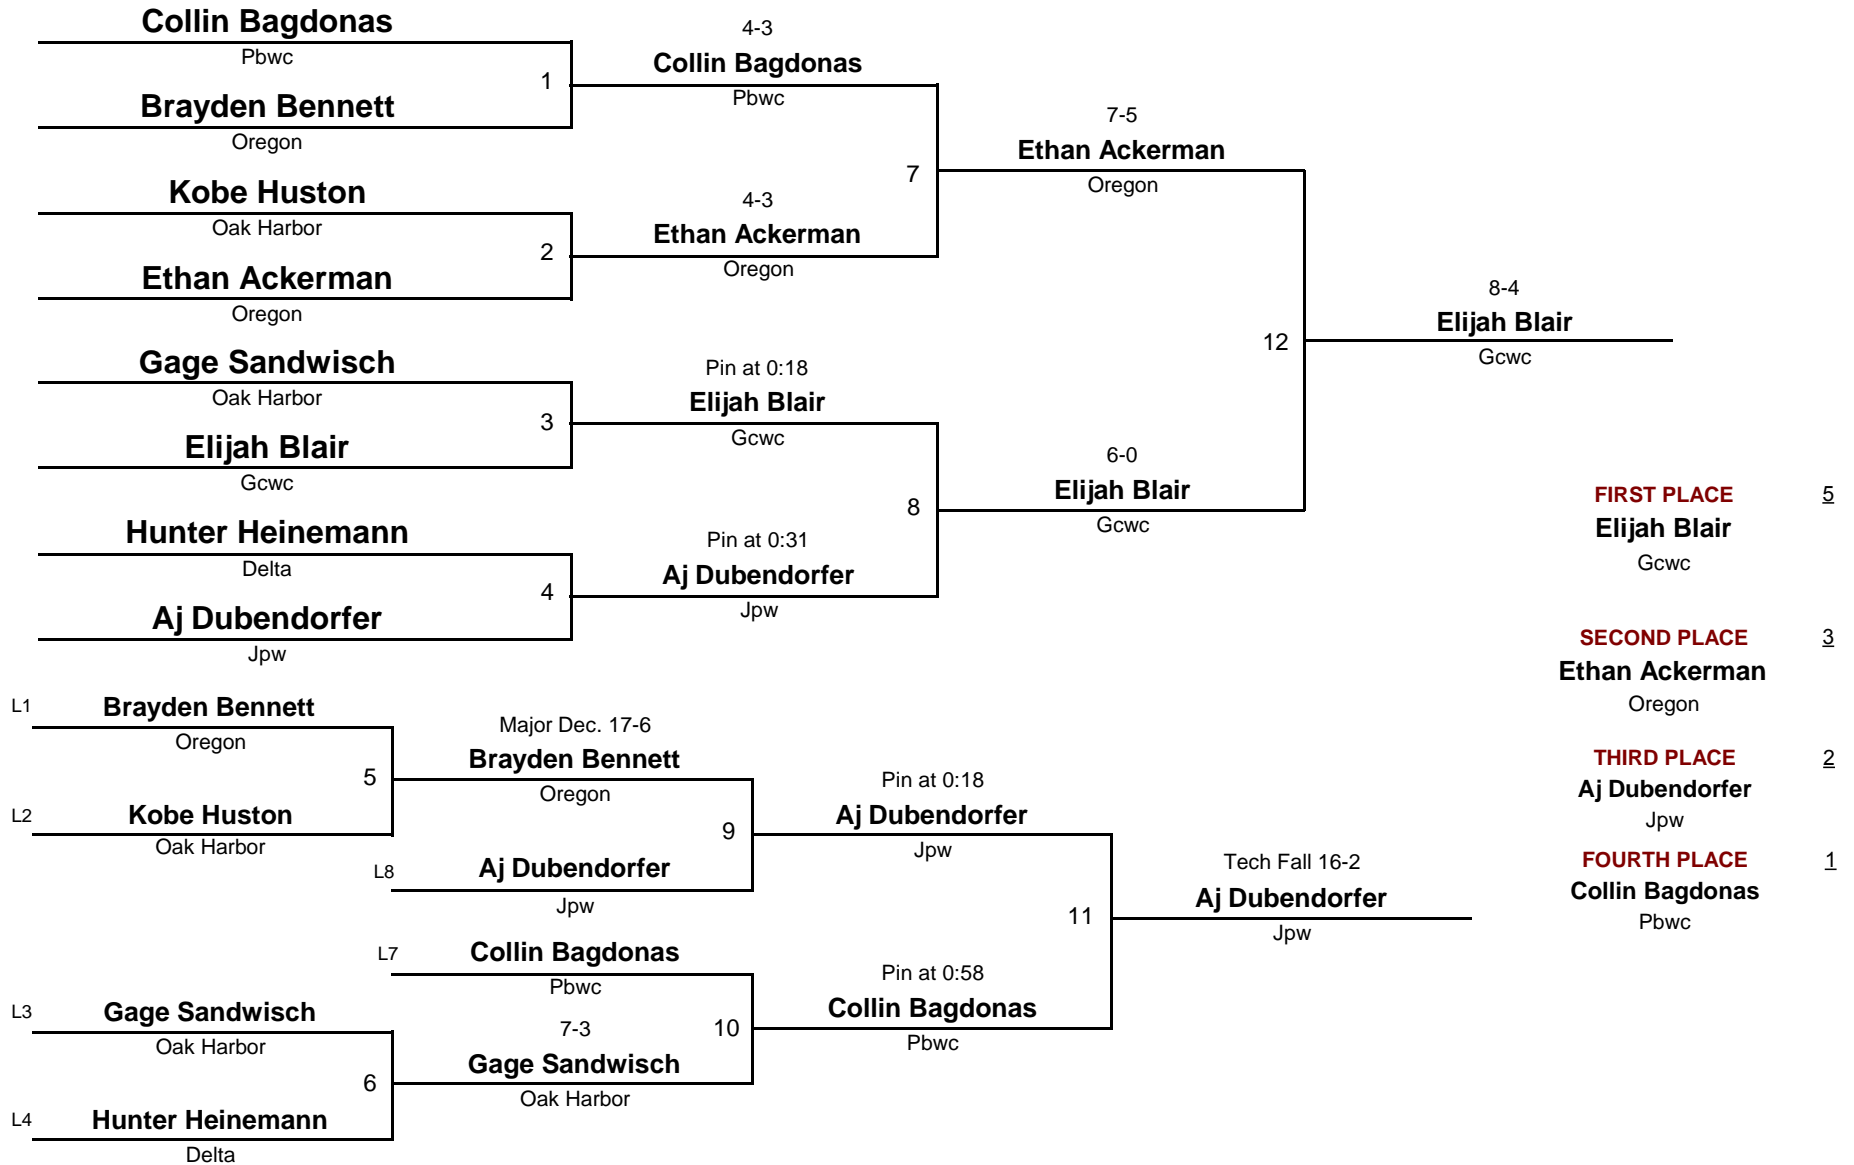 Collin Bagdonas
Pbwc
1
Brayden Bennett
Oregon
Kobe Huston
Oak Harbor
2
Ethan Ackerman
Oregon
Gage Sandwisch
Oak Harbor
3
Elijah Blair
Gcwc
Hunter Heinemann
Delta
4
Aj Dubendorfer
Jpw
4-3
Collin Bagdonas
Pbwc
7
4-3
Ethan Ackerman
Oregon
Pin at 0:18
Elijah Blair
Gcwc
8
Pin at 0:31
Aj Dubendorfer
Jpw
7-5
Ethan Ackerman
Oregon
12
6-0
Elijah Blair
Gcwc
8-4
Elijah Blair
Gcwc
L1
Brayden Bennett
Oregon
5
L2
Kobe Huston
Oak Harbor
L3
Gage Sandwisch
Oak Harbor
6
L4
Hunter Heinemann
Delta
Major Dec. 17-6
Brayden Bennett
Oregon
9
L8
Aj Dubendorfer
Jpw
L7
Collin Bagdonas
Pbwc
10
7-3
Gage Sandwisch
Oak Harbor
Pin at 0:18
Aj Dubendorfer
Jpw
11
Pin at 0:58
Collin Bagdonas
Pbwc
Tech Fall 16-2
Aj Dubendorfer
Jpw
FIRST PLACE 5
Elijah Blair
Gcwc
SECOND PLACE 3
Ethan Ackerman
Oregon
THIRD PLACE 2
Aj Dubendorfer
Jpw
FOURTH PLACE 1
Collin Bagdonas
Pbwc